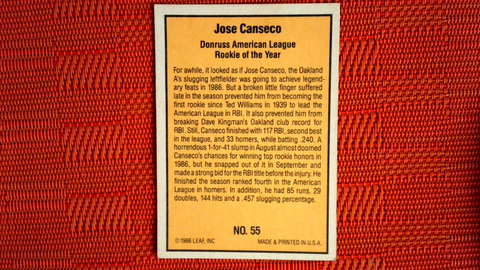 Jose Canseco
Donruss American League
Rookie of the Year
For awhile, it looked as if Jose Canseco, the Oakland
A's slugging leftfielder was going to achieve legend-
ary feats in 1986. But a broken little finger suffered
late in the season prevented him from becoming the
first rookie since Ted Williams in 1939 to lead the
American League in RBI. It also prevented him from
breaking Dave Kingman's Oakland club record for
RBI. Still, Canseco finished with 117 RBI, second best
in the league, and 33 homers, while batting .240. A
horrendous 1-for-41 slump in August almost doomed
Canseco's chances for winning top rookie honors in
1986, but he snapped out of it in September and
made a strong bid for the RBI title before the injury. He
finished the season ranked fourth in the American
League in homers. In addition, he had 85 runs, 29
doubles, 144 hits and a .457 slugging percentage.
NO. 55
© 1986 LEAF, INC MADE & PRINTED IN U.S.A.